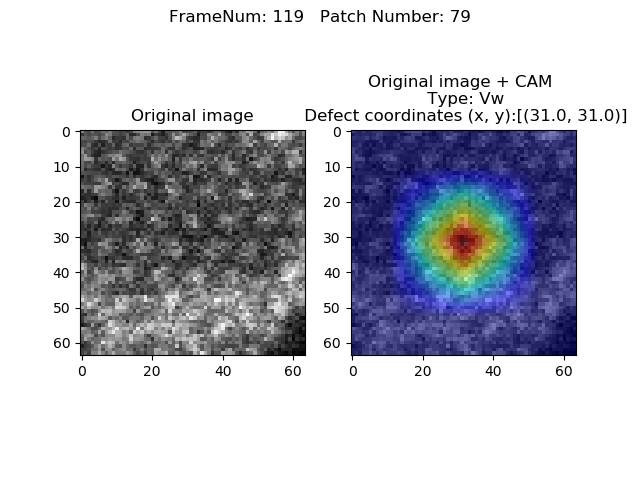 FrameNum: 119   Patch Number: 79
Original image + CAM
Type: Vw
Original image
Defect coordinates (x, y):[(31.0, 31.0)]
0
10
20
30
40
50
60
0 20 40 60
0
10
20
30
40
50
60
0 20 40 60